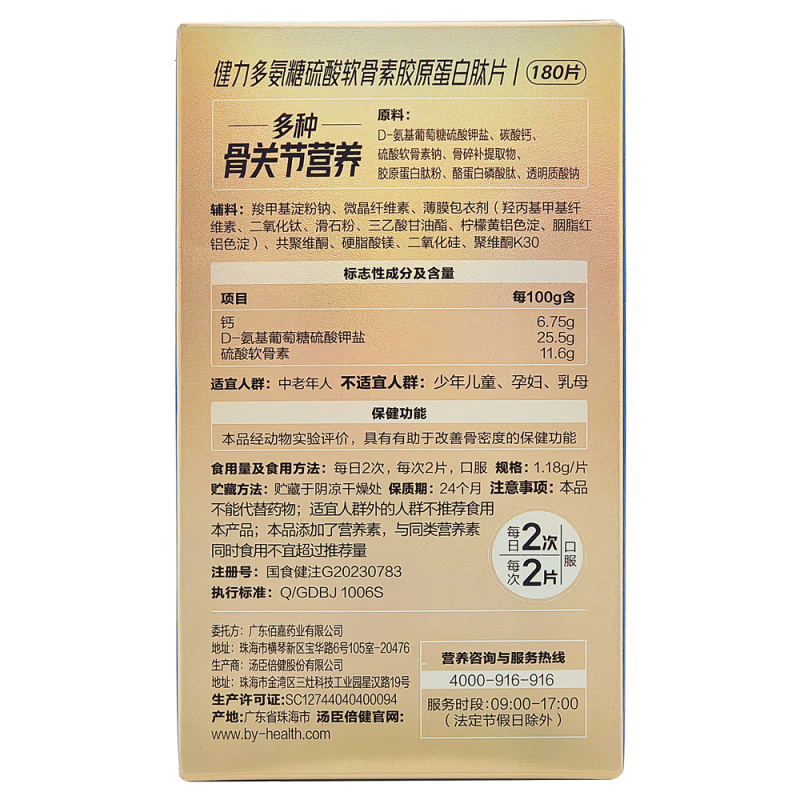 健力多氨糖硫酸软骨素胶原蛋白肽片 180片
多种
骨关节营养
原料：
D-氨基葡萄糖硫酸钾盐、碳酸钙、
硫酸软骨素钠、骨碎补提取物、
胶原蛋白肽粉、酪蛋白磷酸肽、透明质酸钠
辅料：羧甲基淀粉钠、微晶纤维素、薄膜包衣剂（羟丙基甲基纤
维素、二氧化钛、滑石粉、三乙酸甘油酯、柠檬黄铝色淀、胭脂红
铝色淀）、共聚维酮、硬脂酸镁、二氧化硅、聚维酮K30
标志性成分及含量
项目 每100g含
钙 6.75g
D-氨基葡萄糖硫酸钾盐 25.5g
硫酸软骨素 11.6g
适宜人群：中老年人 不适宜人群：少年儿童、孕妇、乳母
保健功能
本品经动物实验评价，具有有助于改善骨密度的保健功能
食用量及食用方法：每日2次，每次2片，口服 规格：1.18g/片
贮藏方法：贮藏于阴凉干燥处 保质期：24个月 注意事项：本品
不能代替药物；适宜人群外的人群不推荐食用
本产品；本品添加了营养素，与同类营养素
同时食用不宜超过推荐量
每日2次
每次2片
口服
注册号：国食健注G20230783
执行标准：Q/GDBJ 1006S
委托方：广东佰嘉药业有限公司
地址：珠海市横琴新区宝华路6号105室-20476
生产商：汤臣倍健股份有限公司
地址：珠海市金湾区三灶科技工业园星汉路19号
生产许可证:SC12744040400094
产地：广东省珠海市 汤臣倍健官网：
www.by-health.com
营养咨询与服务热线
4000-916-916
服务时段：09:00-17:00
（法定节假日除外）